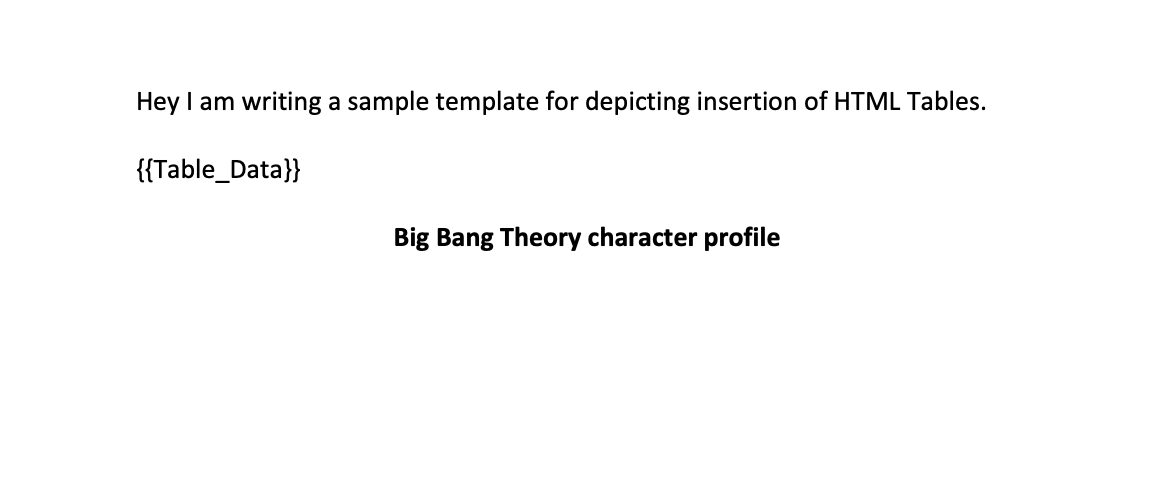 Hey I am writing a sample template for depicting insertion of HTML Tables.
{{Table_Data}}
Big Bang Theory character profile